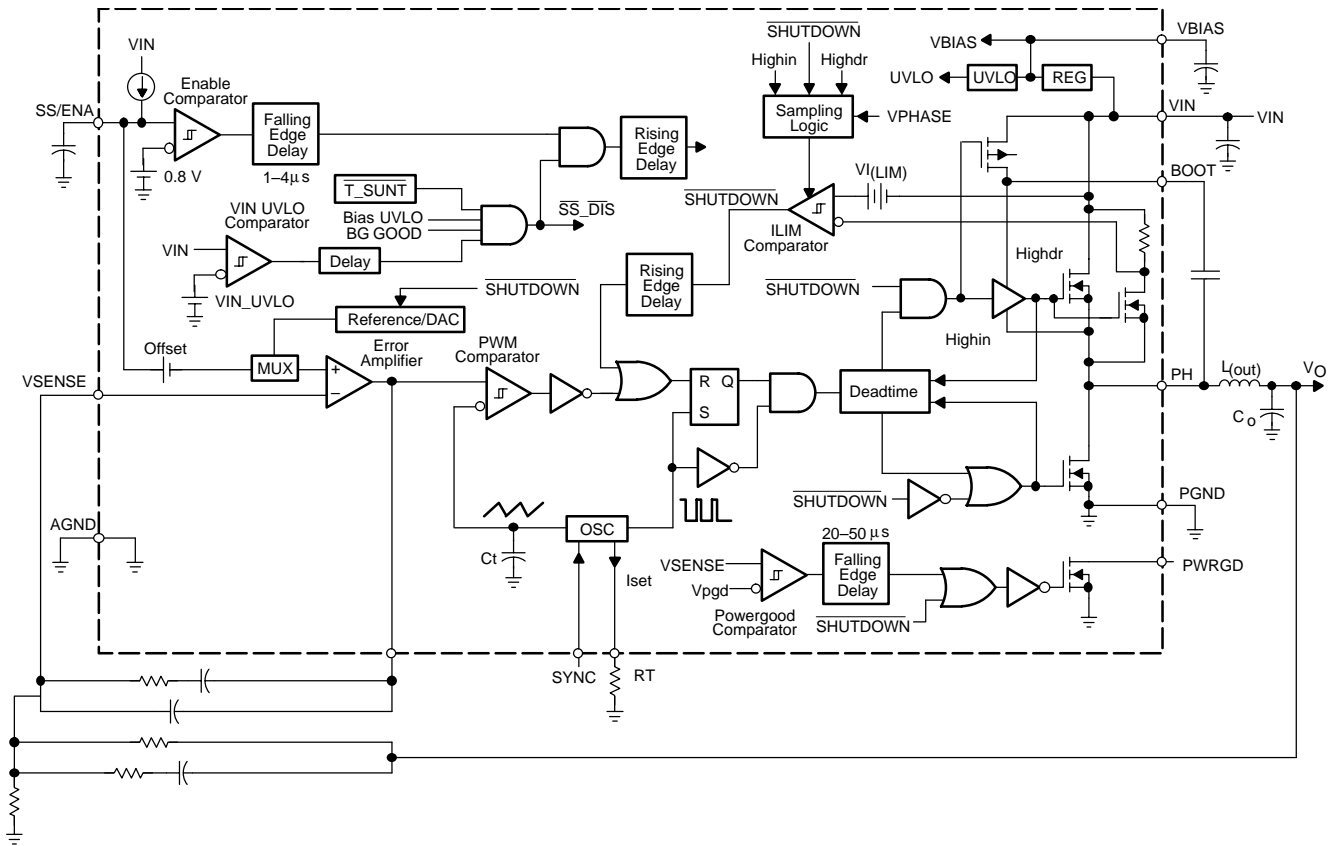 SHUTDOWN
VBIAS
VBIAS
VIN
Highin
Highdr
UVLO
UVLO
REG
Enable
Comparator
SS/ENA
Falling
Edge
Delay
Sampling
Logic
VIN
VPHASE
VIN
Rising
Edge
Delay
0.8 V
1–4µs
BOOT
VI(LIM)
T_SUNT
SHUTDOWN
SS_DIS
VIN UVLO
Comparator
Bias UVLO
BG GOOD
ILIM
Comparator
VIN
Delay
Highdr
Rising
Edge
Delay
SHUTDOWN
SHUTDOWN
VIN_UVLO
Reference/DAC
Highin
Offset
Error
Amplifier
PWM
Comparator
MUX
PH
L(out)
VO
VSENSE
+
−
R
Q
S
Deadtime
Co
SHUTDOWN
PGND
AGND
OSC
20–50 µs
Ct
Iset
VSENSE
Falling
Edge
Delay
PWRGD
Vpgd
Powergood
Comparator
SHUTDOWN
SYNC
RT